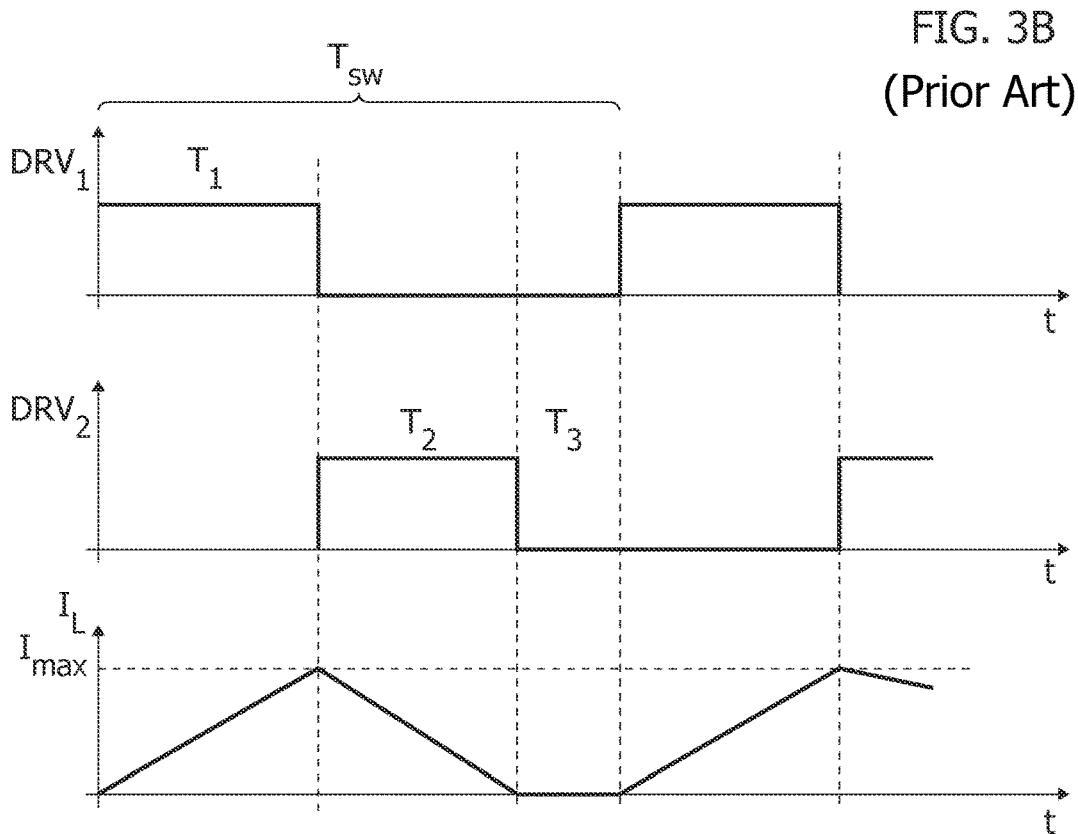 FIG. 3B
(Prior Art)
T_sw
DRV_1
T_1
t
DRV_2
T_2
T_3
t
I_L
I_max
t